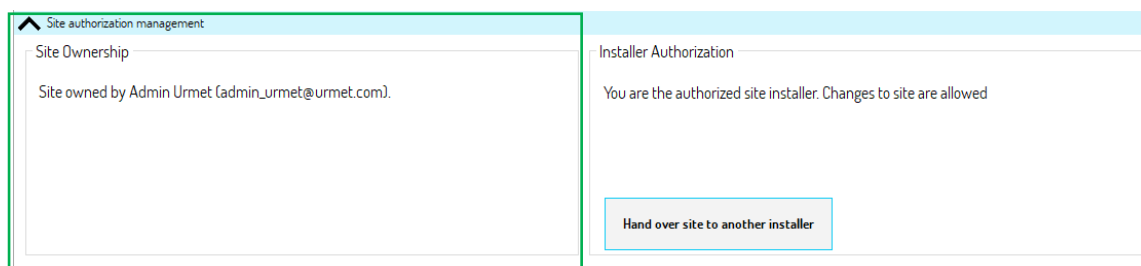 Site authorization management
Site Ownership
Site owned by Admin Urmet (admin_urmet@urmet.com).
Installer Authorization
You are the authorized site installer. Changes to site are allowed
Hand over site to another installer